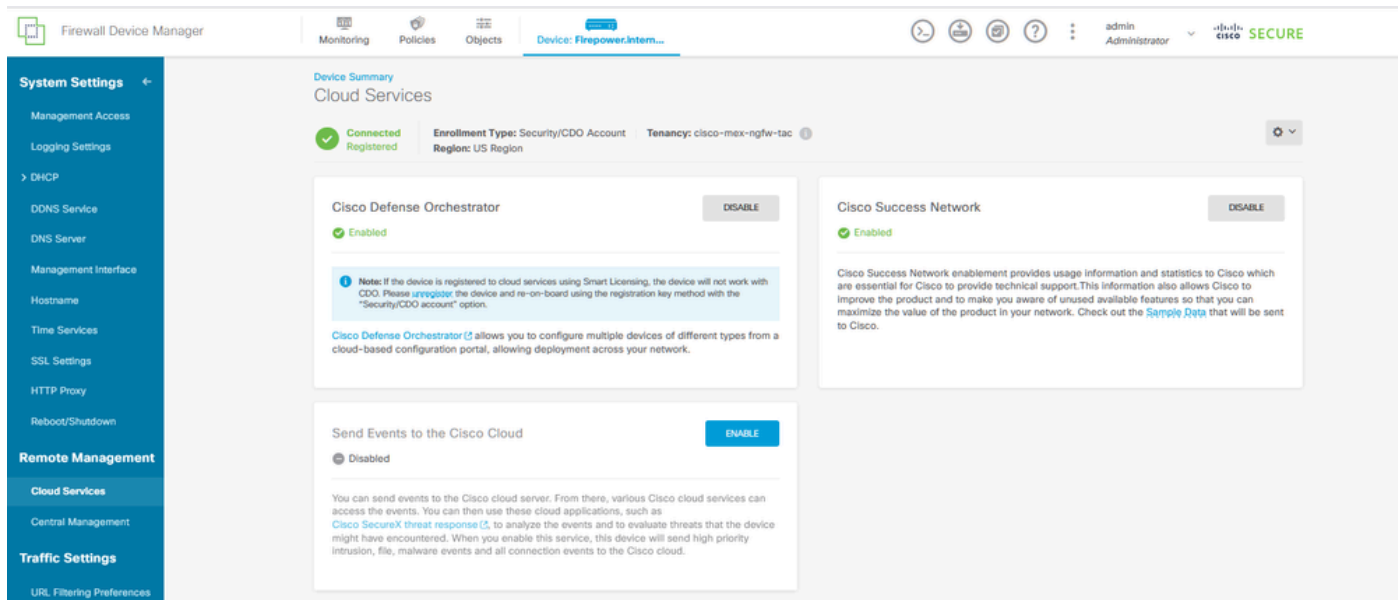 Firewall Device Manager
Monitoring
Policies
Objects
Device: Firepower.intern...
admin
Administrator
cisco SECURE
System Settings
Management Access
Logging Settings
> DHCP
DDNS Service
DNS Server
Management Interface
Hostname
Time Services
SSL Settings
HTTP Proxy
Reboot/Shutdown
Remote Management
Cloud Services
Central Management
Traffic Settings
URL Filtering Preferences
Device Summary
Cloud Services
Connected
Registered
Enrollment Type: Security/CDO Account
Tenancy: cisco-mex-ngfw-tac
Region: US Region
Cisco Defense Orchestrator
DISABLE
Enabled
Note: If the device is registered to cloud services using Smart Licensing, the device will not work with
CDO. Please unregister the device and re-on-board using the registration key method with the
"Security/CDO account" option.
Cisco Defense Orchestrator allows you to configure multiple devices of different types from a
cloud-based configuration portal, allowing deployment across your network.
Cisco Success Network
DISABLE
Enabled
Cisco Success Network enablement provides usage information and statistics to Cisco which
are essential for Cisco to provide technical support.This information also allows Cisco to
improve the product and to make you aware of unused available features so that you can
maximize the value of the product in your network. Check out the Sample Data that will be sent
to Cisco.
Send Events to the Cisco Cloud
ENABLE
Disabled
You can send events to the Cisco cloud server. From there, various Cisco cloud services can
access the events. You can then use these cloud applications, such as
Cisco SecureX threat response, to analyze the events and to evaluate threats that the device
might have encountered. When you enable this service, this device will send high priority
intrusion, file, malware events and all connection events to the Cisco cloud.